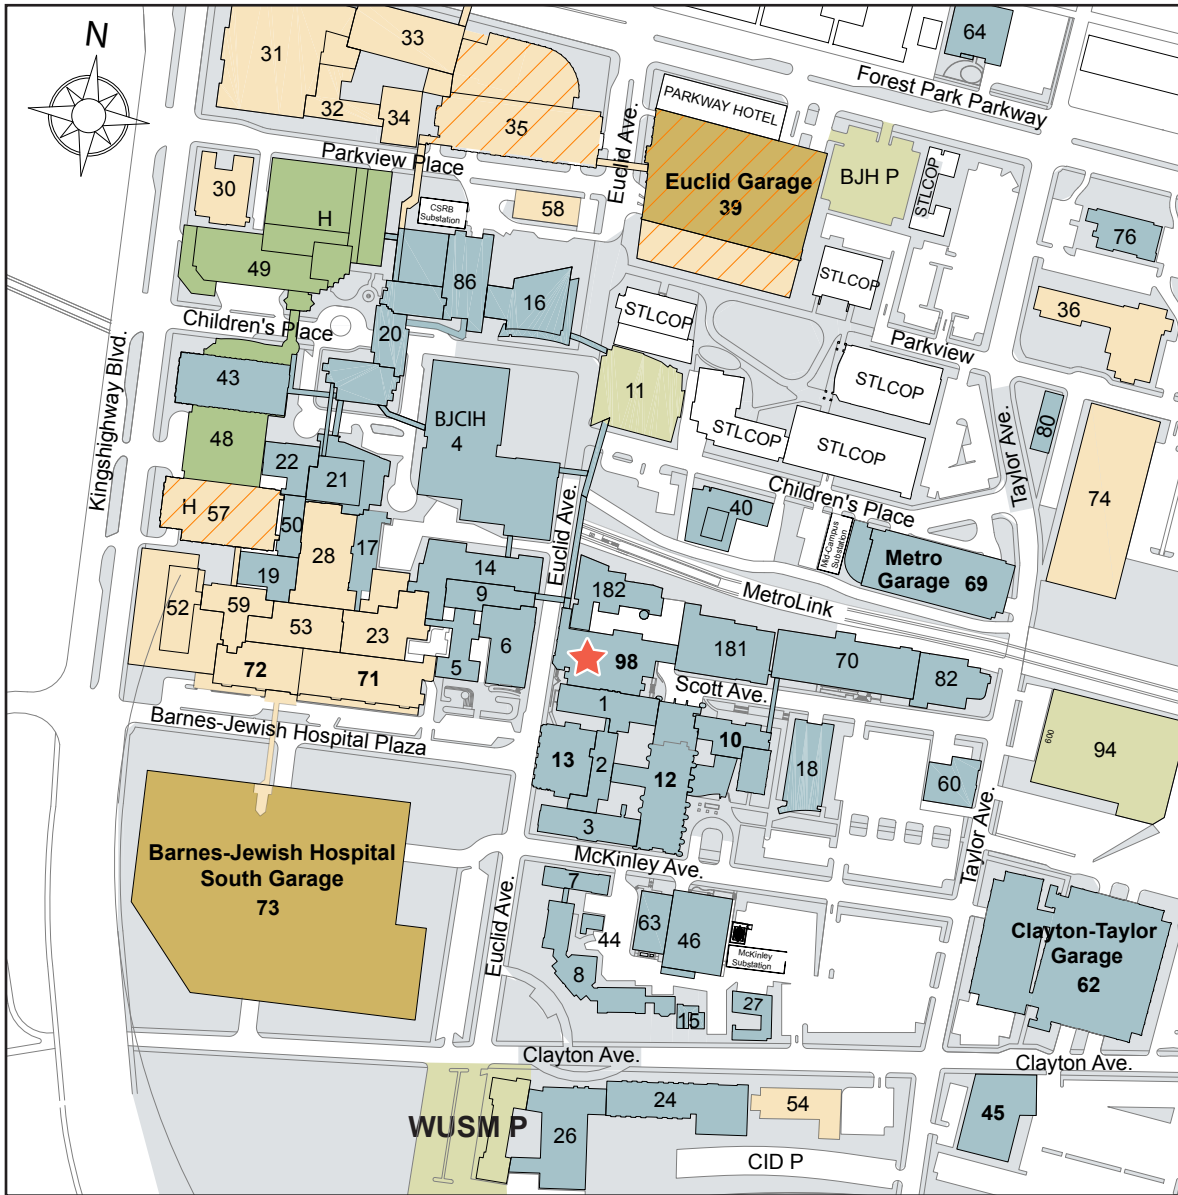 N
31
33
64
Forest Park Parkway
32
34
35
PARKWAY HOTEL
Euclid Ave.
Parkview Place
30
H
CSRB
Substation
58
Euclid Garage
39
BJH P
STLCOP
76
49
86
16
STLCOP
36
Children's Place
20
STLCOP
Parkview
Kingshighway Blvd.
43
11
STLCOP
BJCIH
4
48
STLCOP
STLCOP
80
Taylor Ave.
22
21
Children's Place
74
H
57
50
28
17
Euclid Ave.
40
Mid-Campus
Substation
Metro
Garage 69
19
14
9
182
MetroLink
52
59
53
23
6
5
98
181
70
82
72
71
Scott Ave.
1
Barnes-Jewish Hospital Plaza
13
2
12
10
18
60
600
94
3
Taylor Ave.
McKinley Ave.
Barnes-Jewish Hospital
South Garage
73
Euclid Ave.
7
63
46
44
McKinley
Substation
8
15
27
Clayton-Taylor
Garage
62
Clayton Ave.
Clayton Ave.
WUSM P
26
24
54
45
CID P